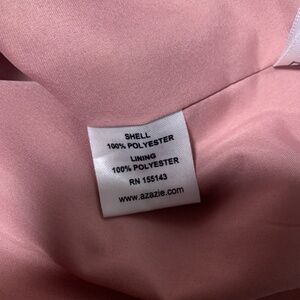 SHELL
100% POLYESTER
LINING
100% POLYESTER
RN 155143
www.azazie.com